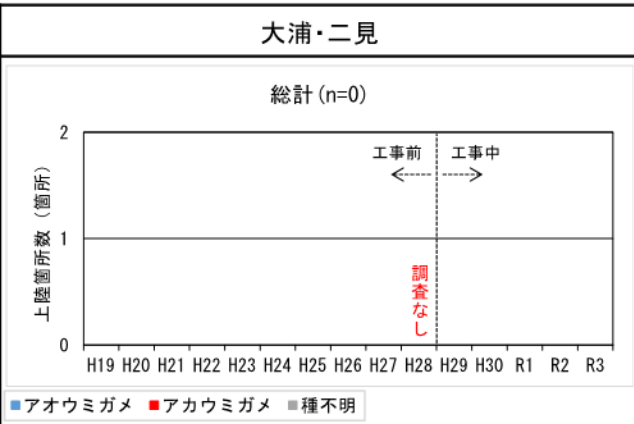 大浦・二見
総計(n=0)
上陸箇所数（箇所）
2
1
0
工事前
工事中
調査なし
H19 H20 H21 H22 H23 H24 H25 H26 H27 H28 H29 H30 R1 R2 R3
■アオウミガメ ■アカウミガメ ■種不明